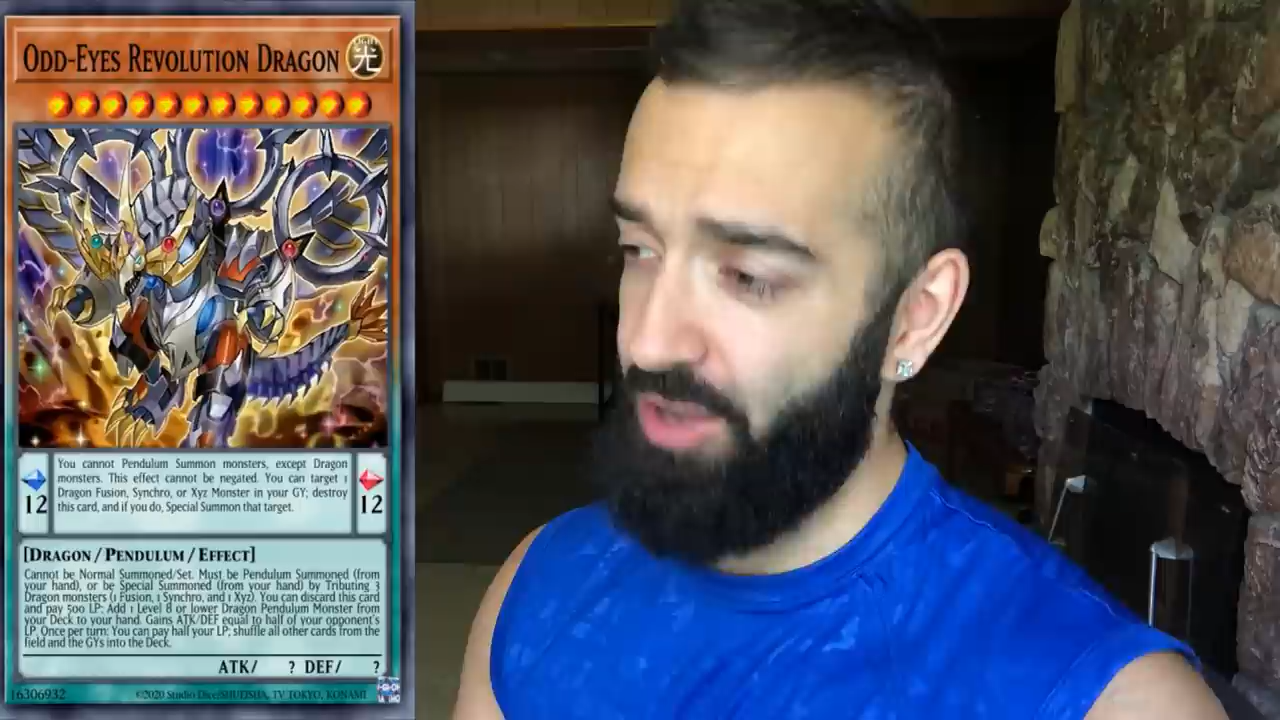 ODD-EYES REVOLUTION DRAGON
光
You cannot Pendulum Summon monsters, except Dragon
monsters. This effect cannot be negated. You can target 1
Dragon Fusion, Synchro, or Xyz Monster in your GY; destroy
this card, and if you do, Special Summon that target.
12
12
[DRAGON / PENDULUM / EFFECT]
Cannot be Normal Summoned/Set. Must be Pendulum Summoned (from
your hand), or be Special Summoned (from your hand) by Tributing 3
Dragon monsters (1 Fusion, 1 Synchro, and 1 Xyz). You can discard this card
and pay 500 LP: Add 1 Level 8 or lower Dragon Pendulum Monster from
your Deck to your hand. Gains ATK/DEF equal to half of your opponent's
LP. Once per turn: You can pay half your LP; shuffle all other cards from the
field and the GYs into the Deck.
ATK/ ? DEF/ ?
16306932 ©2020 Studio Dice/SHUEISHA, TV TOKYO, KONAMI